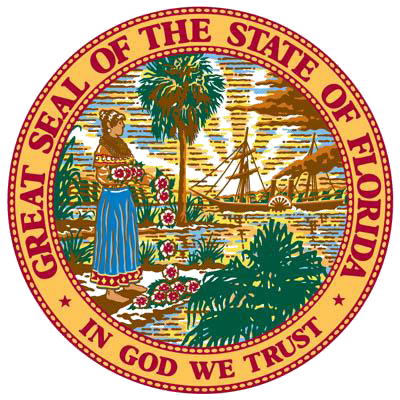 GREAT SEAL OF THE STATE OF FLORIDA
IN GOD WE TRUST